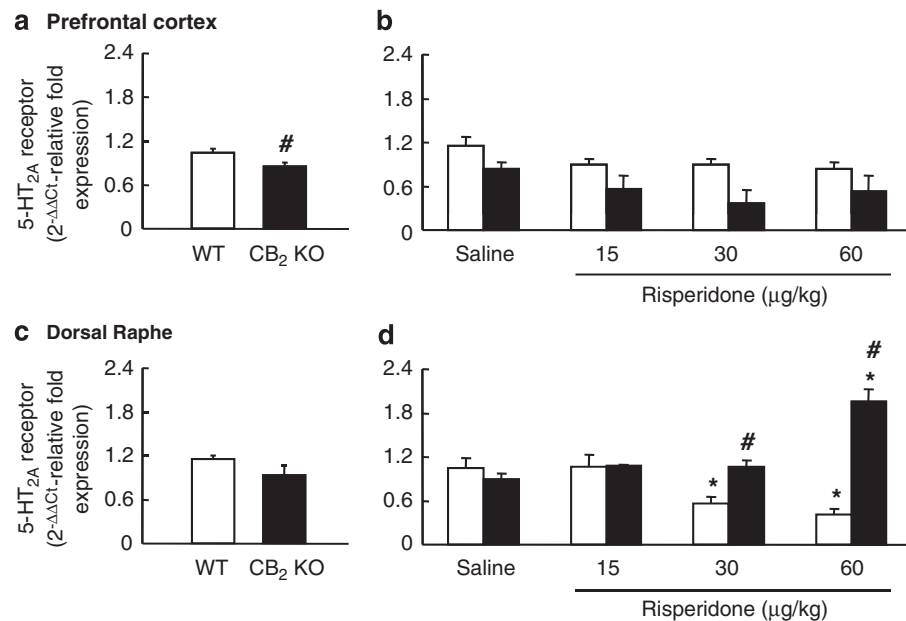 a Prefrontal cortex
5-HT2A receptor
(2-ΔΔCt-relative fold
expression)
2.4
1.8
1.2
0.6
0
#
WT CB2 KO
b
2.4
1.8
1.2
0.6
0
Saline 15 30 60
Risperidone (μg/kg)
c Dorsal Raphe
5-HT2A receptor
(2-ΔΔCt-relative fold
expression)
2.4
1.8
1.2
0.6
0
WT CB2 KO
d
2.4
1.8
1.2
0.6
0
*
#
*
#
*
Saline 15 30 60
Risperidone (μg/kg)